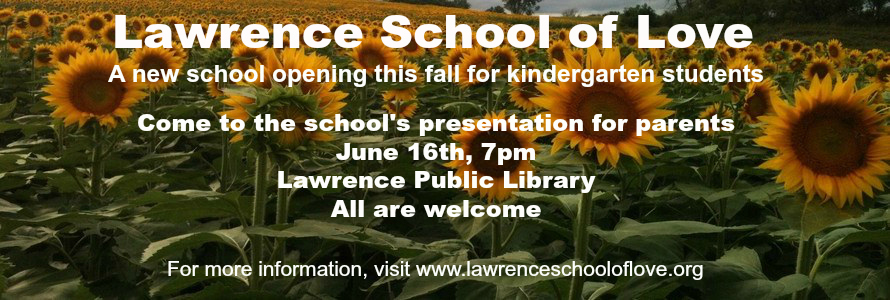 Lawrence School of Love
A new school opening this fall for kindergarten students
Come to the school's presentation for parents
June 16th, 7pm
Lawrence Public Library
All are welcome
For more information, visit www.lawrenceschooloflove.org